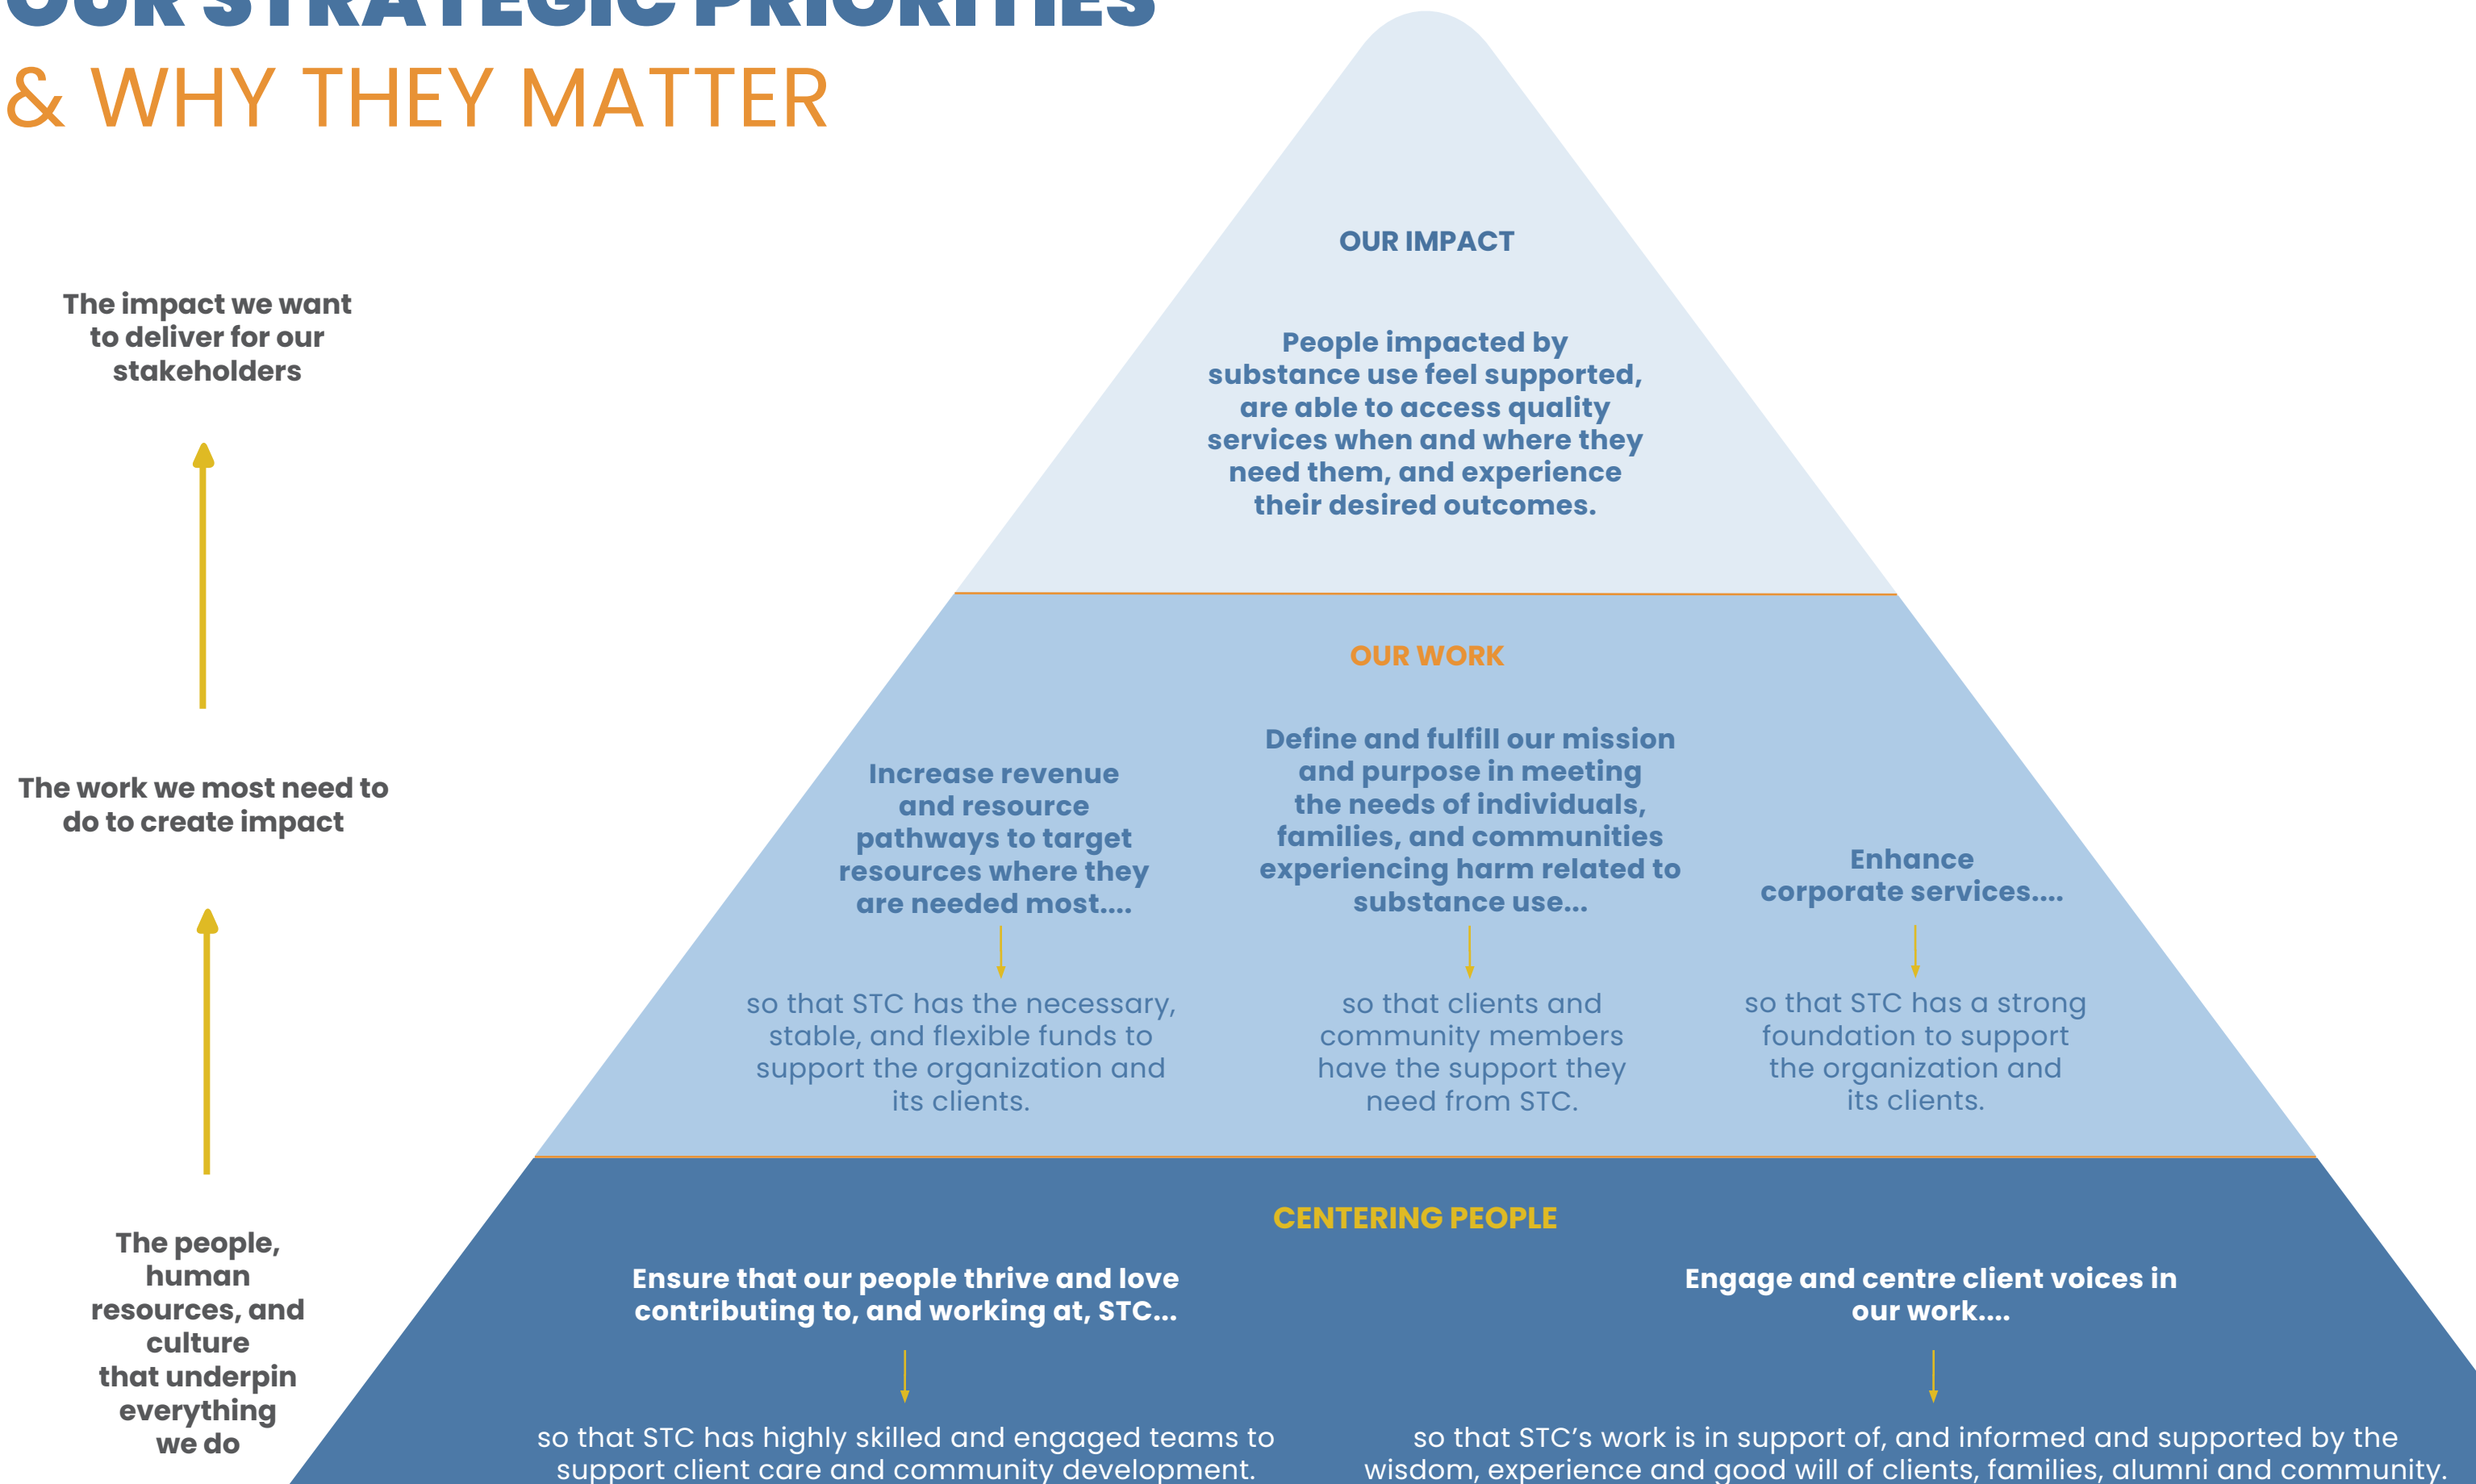 OUR STRATEGIC PRIORITIES
& WHY THEY MATTER
The impact we want
to deliver for our
stakeholders
The work we most need to
do to create impact
The people,
human
resources, and
culture
that underpin
everything
we do
OUR IMPACT
People impacted by
substance use feel supported,
are able to access quality
services when and where they
need them, and experience
their desired outcomes.
OUR WORK
Increase revenue
and resource
pathways to target
resources where they
are needed most....
so that STC has the necessary,
stable, and flexible funds to
support the organization and
its clients.
Define and fulfill our mission
and purpose in meeting
the needs of individuals,
families, and communities
experiencing harm related to
substance use...
so that clients and
community members
have the support they
need from STC.
Enhance
corporate services....
so that STC has a strong
foundation to support
the organization and
its clients.
CENTERING PEOPLE
Ensure that our people thrive and love
contributing to, and working at, STC...
so that STC has highly skilled and engaged teams to
support client care and community development.
Engage and centre client voices in
our work....
so that STC’s work is in support of, and informed and supported by the
wisdom, experience and good will of clients, families, alumni and community.